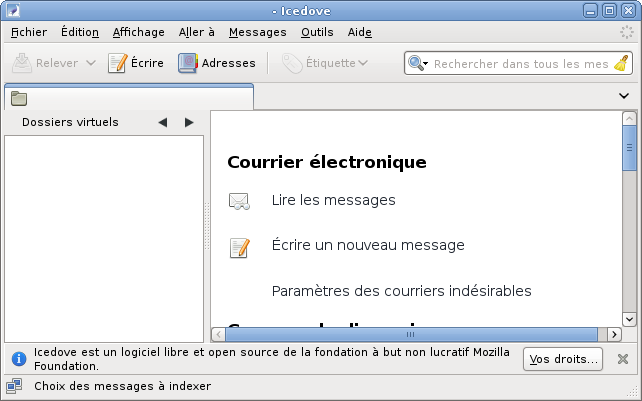 - Icedove
Fichier Édition Affichage Aller à Messages Outils Aide
Relever Écrire Adresses Étiquette Rechercher dans tous les mes
Dossiers virtuels
Courrier électronique
Lire les messages
Écrire un nouveau message
Paramètres des courriers indésirables
Icedove est un logiciel libre et open source de la fondation à but non lucratif Mozilla
Foundation.
Vos droits...
Choix des messages à indexer